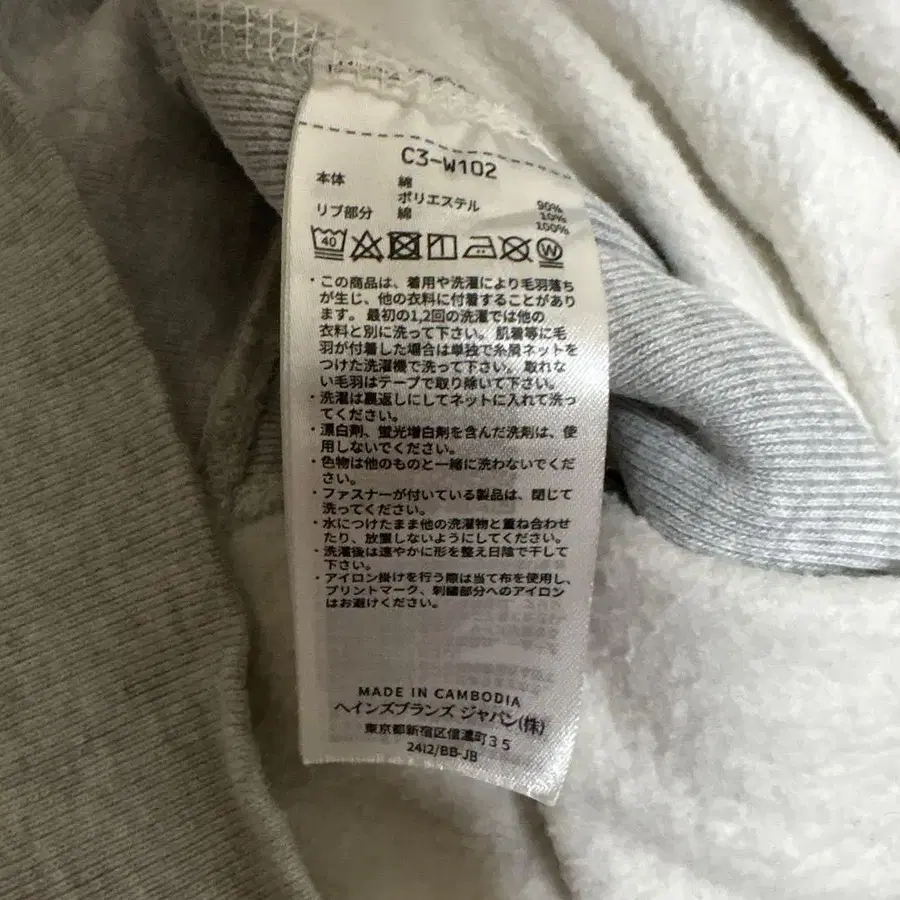 C3-W102
本体 綿 90%
ポリエステル 10%
リブ部分 綿 100%
40 W
・この商品は、着用や洗濯により毛羽落ち
が生じ、他の衣料に付着することがあり
ます。最初の1,2回の洗濯では他の
衣料と別に洗って下さい。肌着等に毛
羽が付着した場合は単独で糸屑ネットを
つけた洗濯機で洗って下さい。取れな
い毛羽はテープで取り除いて下さい。
・洗濯は裏返しにしてネットに入れて洗っ
てください。
・漂白剤、蛍光増白剤を含んだ洗剤は、使
用しないでください。
・色物は他のものと一緒に洗わないでくだ
さい。
・ファスナーが付いている製品は、閉じて
洗ってください。
・水につけたまま他の洗濯物と重ね合わせ
たり、放置しないようにしてください。
・洗濯後は速やかに形を整え日陰で干して
下さい。
・アイロン掛けを行う際は当て布を使用し、
プリントマーク、刺繍部分へのアイロン
はお避けください。
MADE IN CAMBODIA
ヘインズブランズ ジャパン(株)
東京都新宿区信濃町35
2412/BB-JB